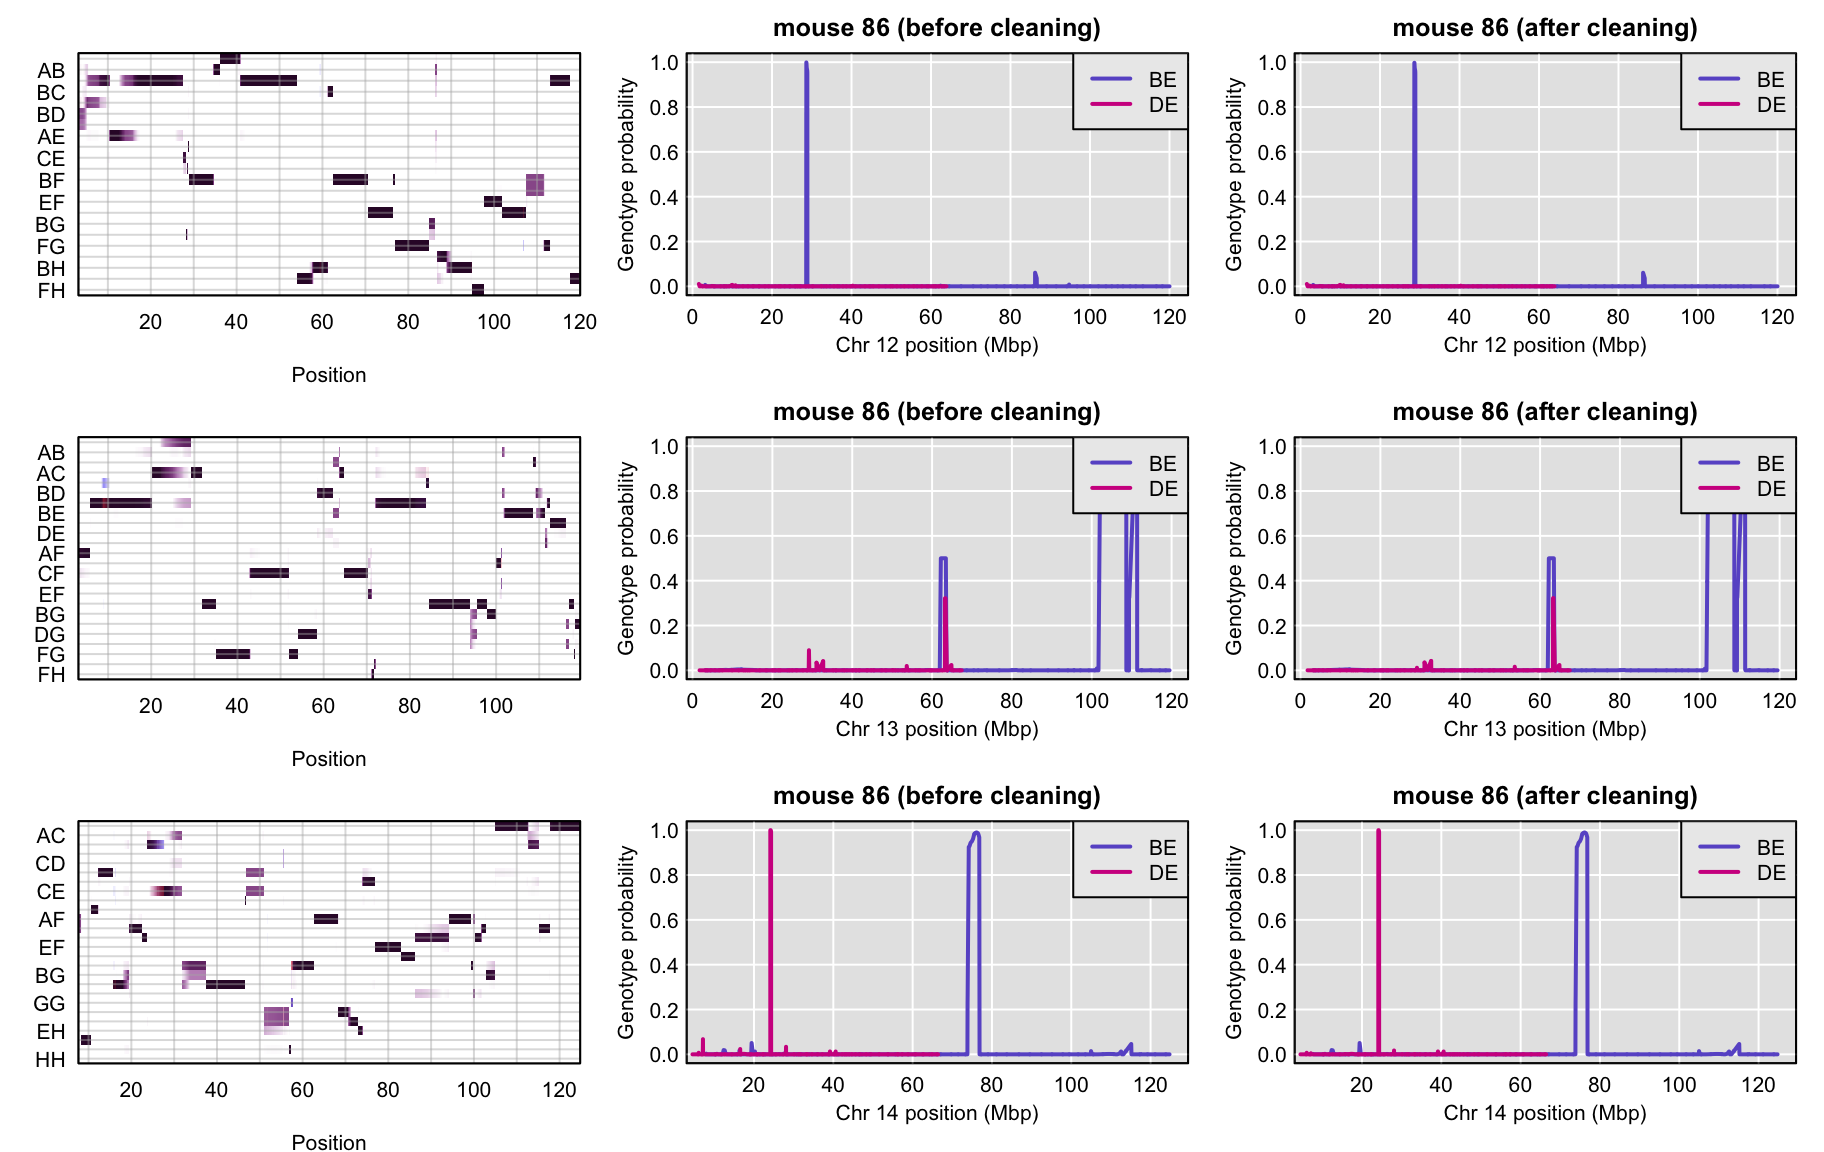 AB
BC
BD
AE
CE
BF
EF
BG
FG
BH
FH
20 40 60 80 100 120
Position
mouse 86 (before cleaning)
Genotype probability
1.0
0.8
0.6
0.4
0.2
0.0
BE
DE
0 20 40 60 80 100 120
Chr 12 position (Mbp)
mouse 86 (after cleaning)
Genotype probability
1.0
0.8
0.6
0.4
0.2
0.0
BE
DE
0 20 40 60 80 100 120
Chr 12 position (Mbp)
AB
AC
BD
BE
DE
AF
CF
EF
BG
DG
FG
FH
20 40 60 80 100
Position
mouse 86 (before cleaning)
Genotype probability
1.0
0.8
0.6
0.4
0.2
0.0
BE
DE
0 20 40 60 80 100 120
Chr 13 position (Mbp)
mouse 86 (after cleaning)
Genotype probability
1.0
0.8
0.6
0.4
0.2
0.0
BE
DE
0 20 40 60 80 100 120
Chr 13 position (Mbp)
AC
CD
CE
AF
EF
BG
GG
EH
HH
20 40 60 80 100 120
Position
mouse 86 (before cleaning)
Genotype probability
1.0
0.8
0.6
0.4
0.2
0.0
BE
DE
20 40 60 80 100 120
Chr 14 position (Mbp)
mouse 86 (after cleaning)
Genotype probability
1.0
0.8
0.6
0.4
0.2
0.0
BE
DE
20 40 60 80 100 120
Chr 14 position (Mbp)